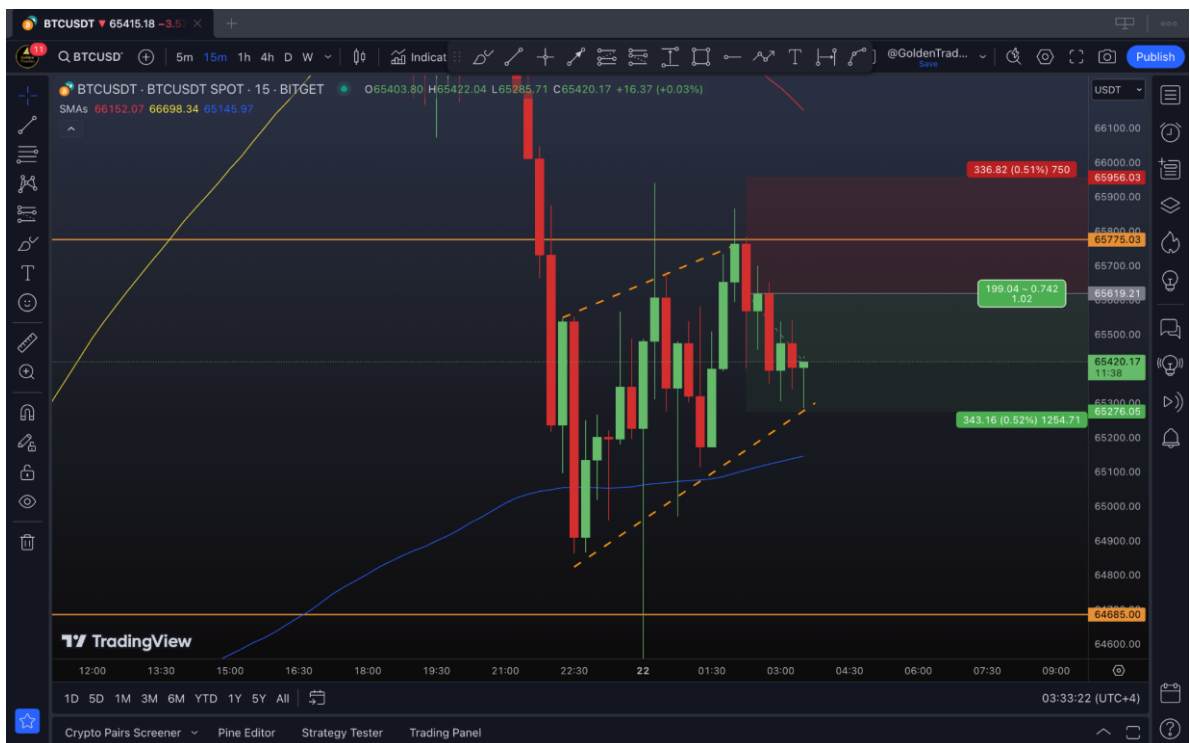 BTCUSDT ▼ 65415.18 −3.57
BTCUSDT 5m 15m 1h 4h D W Indicat @GoldenTrad... Save Publish
11
BTCUSDT · BTCUSDT SPOT · 15 · BITGET O65403.80 H65422.04 L65285.71 C65420.17 +16.37 (+0.03%)
USDT
SMAs 66152.07 66698.34 65145.97
66100.00
66000.00
336.82 (0.51%) 750
65956.03
65900.00
65775.03
65700.00
199.04 ~ 0.742
1.02
65619.21
65500.00
65420.17
11:38
65300.00
65276.05
343.16 (0.52%) 1254.71
65200.00
65100.00
65000.00
64900.00
64800.00
64685.00
64600.00
TradingView
12:00 13:30 15:00 16:30 18:00 19:30 21:00 22:30 22 01:30 03:00 04:30 06:00 07:30 09:00
1D 5D 1M 3M 6M YTD 1Y 5Y All
03:33:22 (UTC+4)
Crypto Pairs Screener Pine Editor Strategy Tester Trading Panel